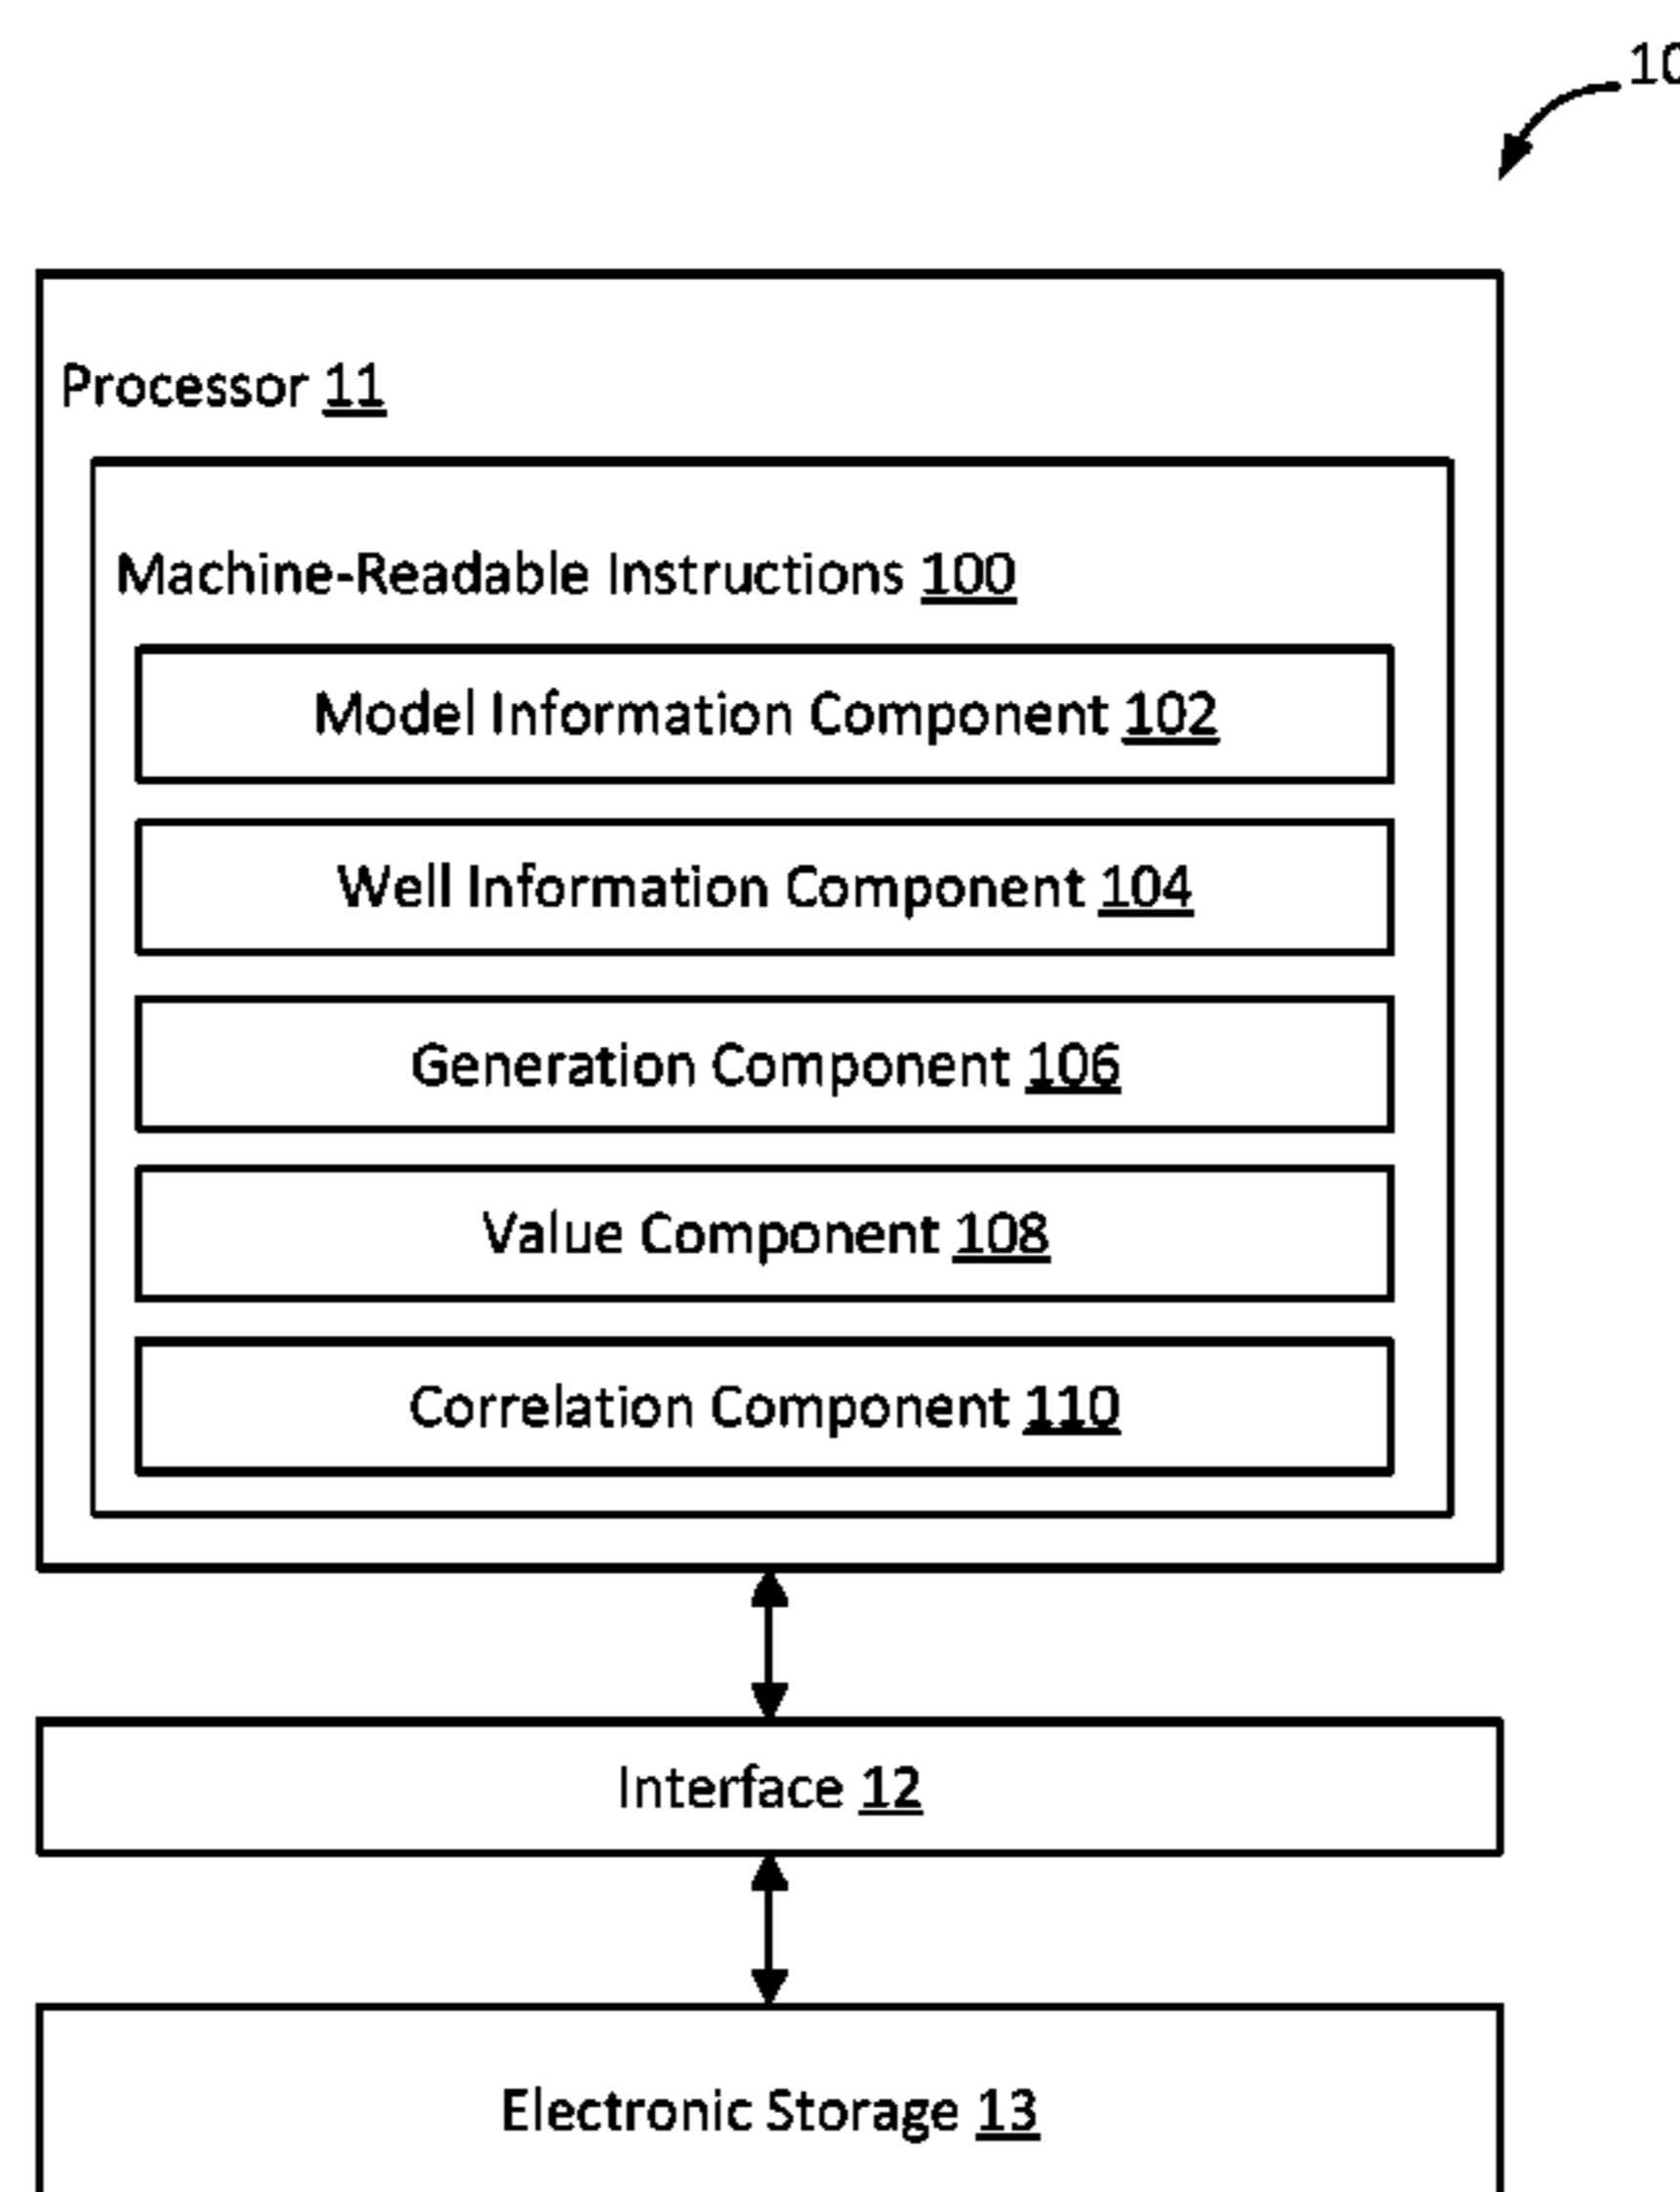 10
Processor 11
Machine-Readable Instructions 100
Model Information Component 102
Well Information Component 104
Generation Component 106
Value Component 108
Correlation Component 110
Interface 12
Electronic Storage 13